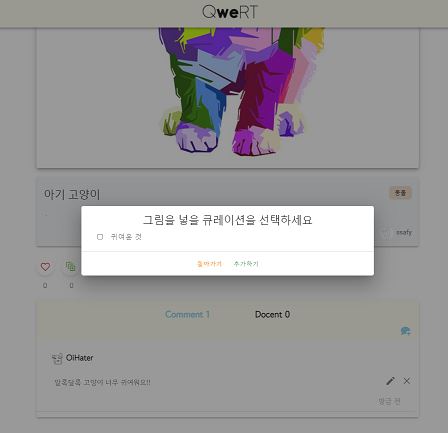 QweRT
아기 고양이
동물
그림을 넣을 큐레이션을 선택하세요
귀여운 것
ssafy
돌아가기 추가하기
0 0
Comment 1 Docent 0
OiHater
알록달록 고양이 너무 귀여워요!!
방금 전